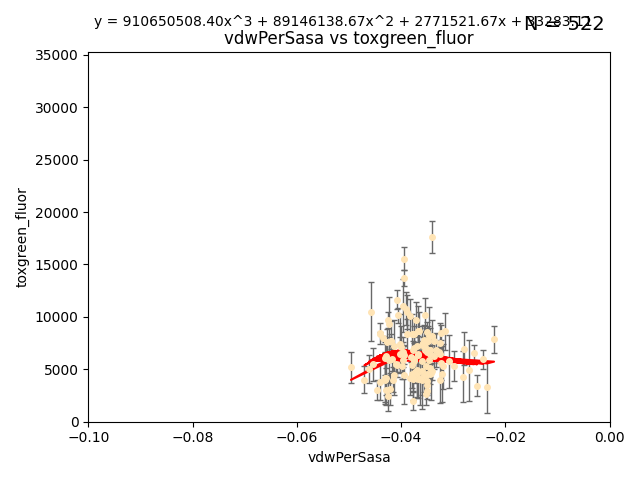 y = 910650508.40x^3 + 89146138.67x^2 + 2771521.67x +
N = 522
vdwPerSasa vs toxgreen_fluor
35000
30000
25000
20000
15000
10000
5000
0
toxgreen_fluor
−0.10
−0.08
−0.06
−0.04
−0.02
0.00
vdwPerSasa